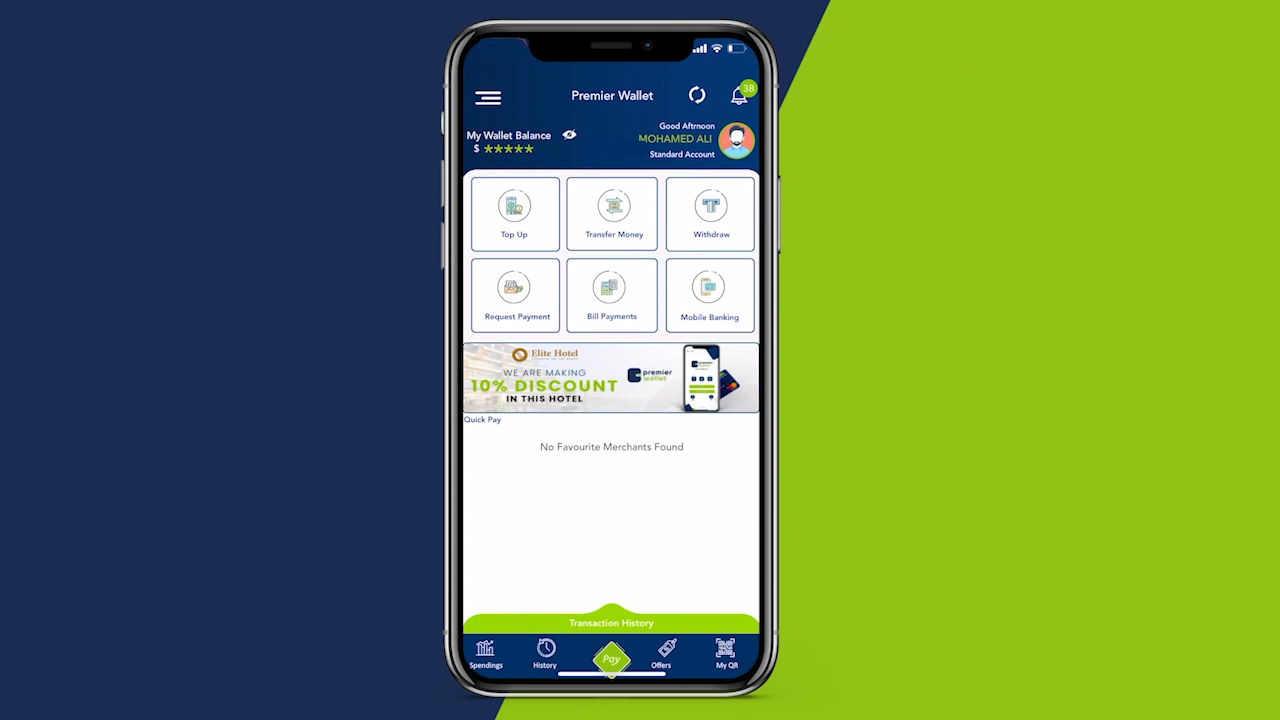 Premier Wallet
38
My Wallet Balance
$ *****
Good Aftrnoon
MOHAMED ALI
Standard Account
Top Up
Transfer Money
Withdraw
Request Payment
Bill Payments
Mobile Banking
Elite Hotel
WE ARE MAKING
10% DISCOUNT
IN THIS HOTEL
premier
wallet
Quick Pay
No Favourite Merchants Found
Transaction History
Spendings
History
Pay
Offers
My QR